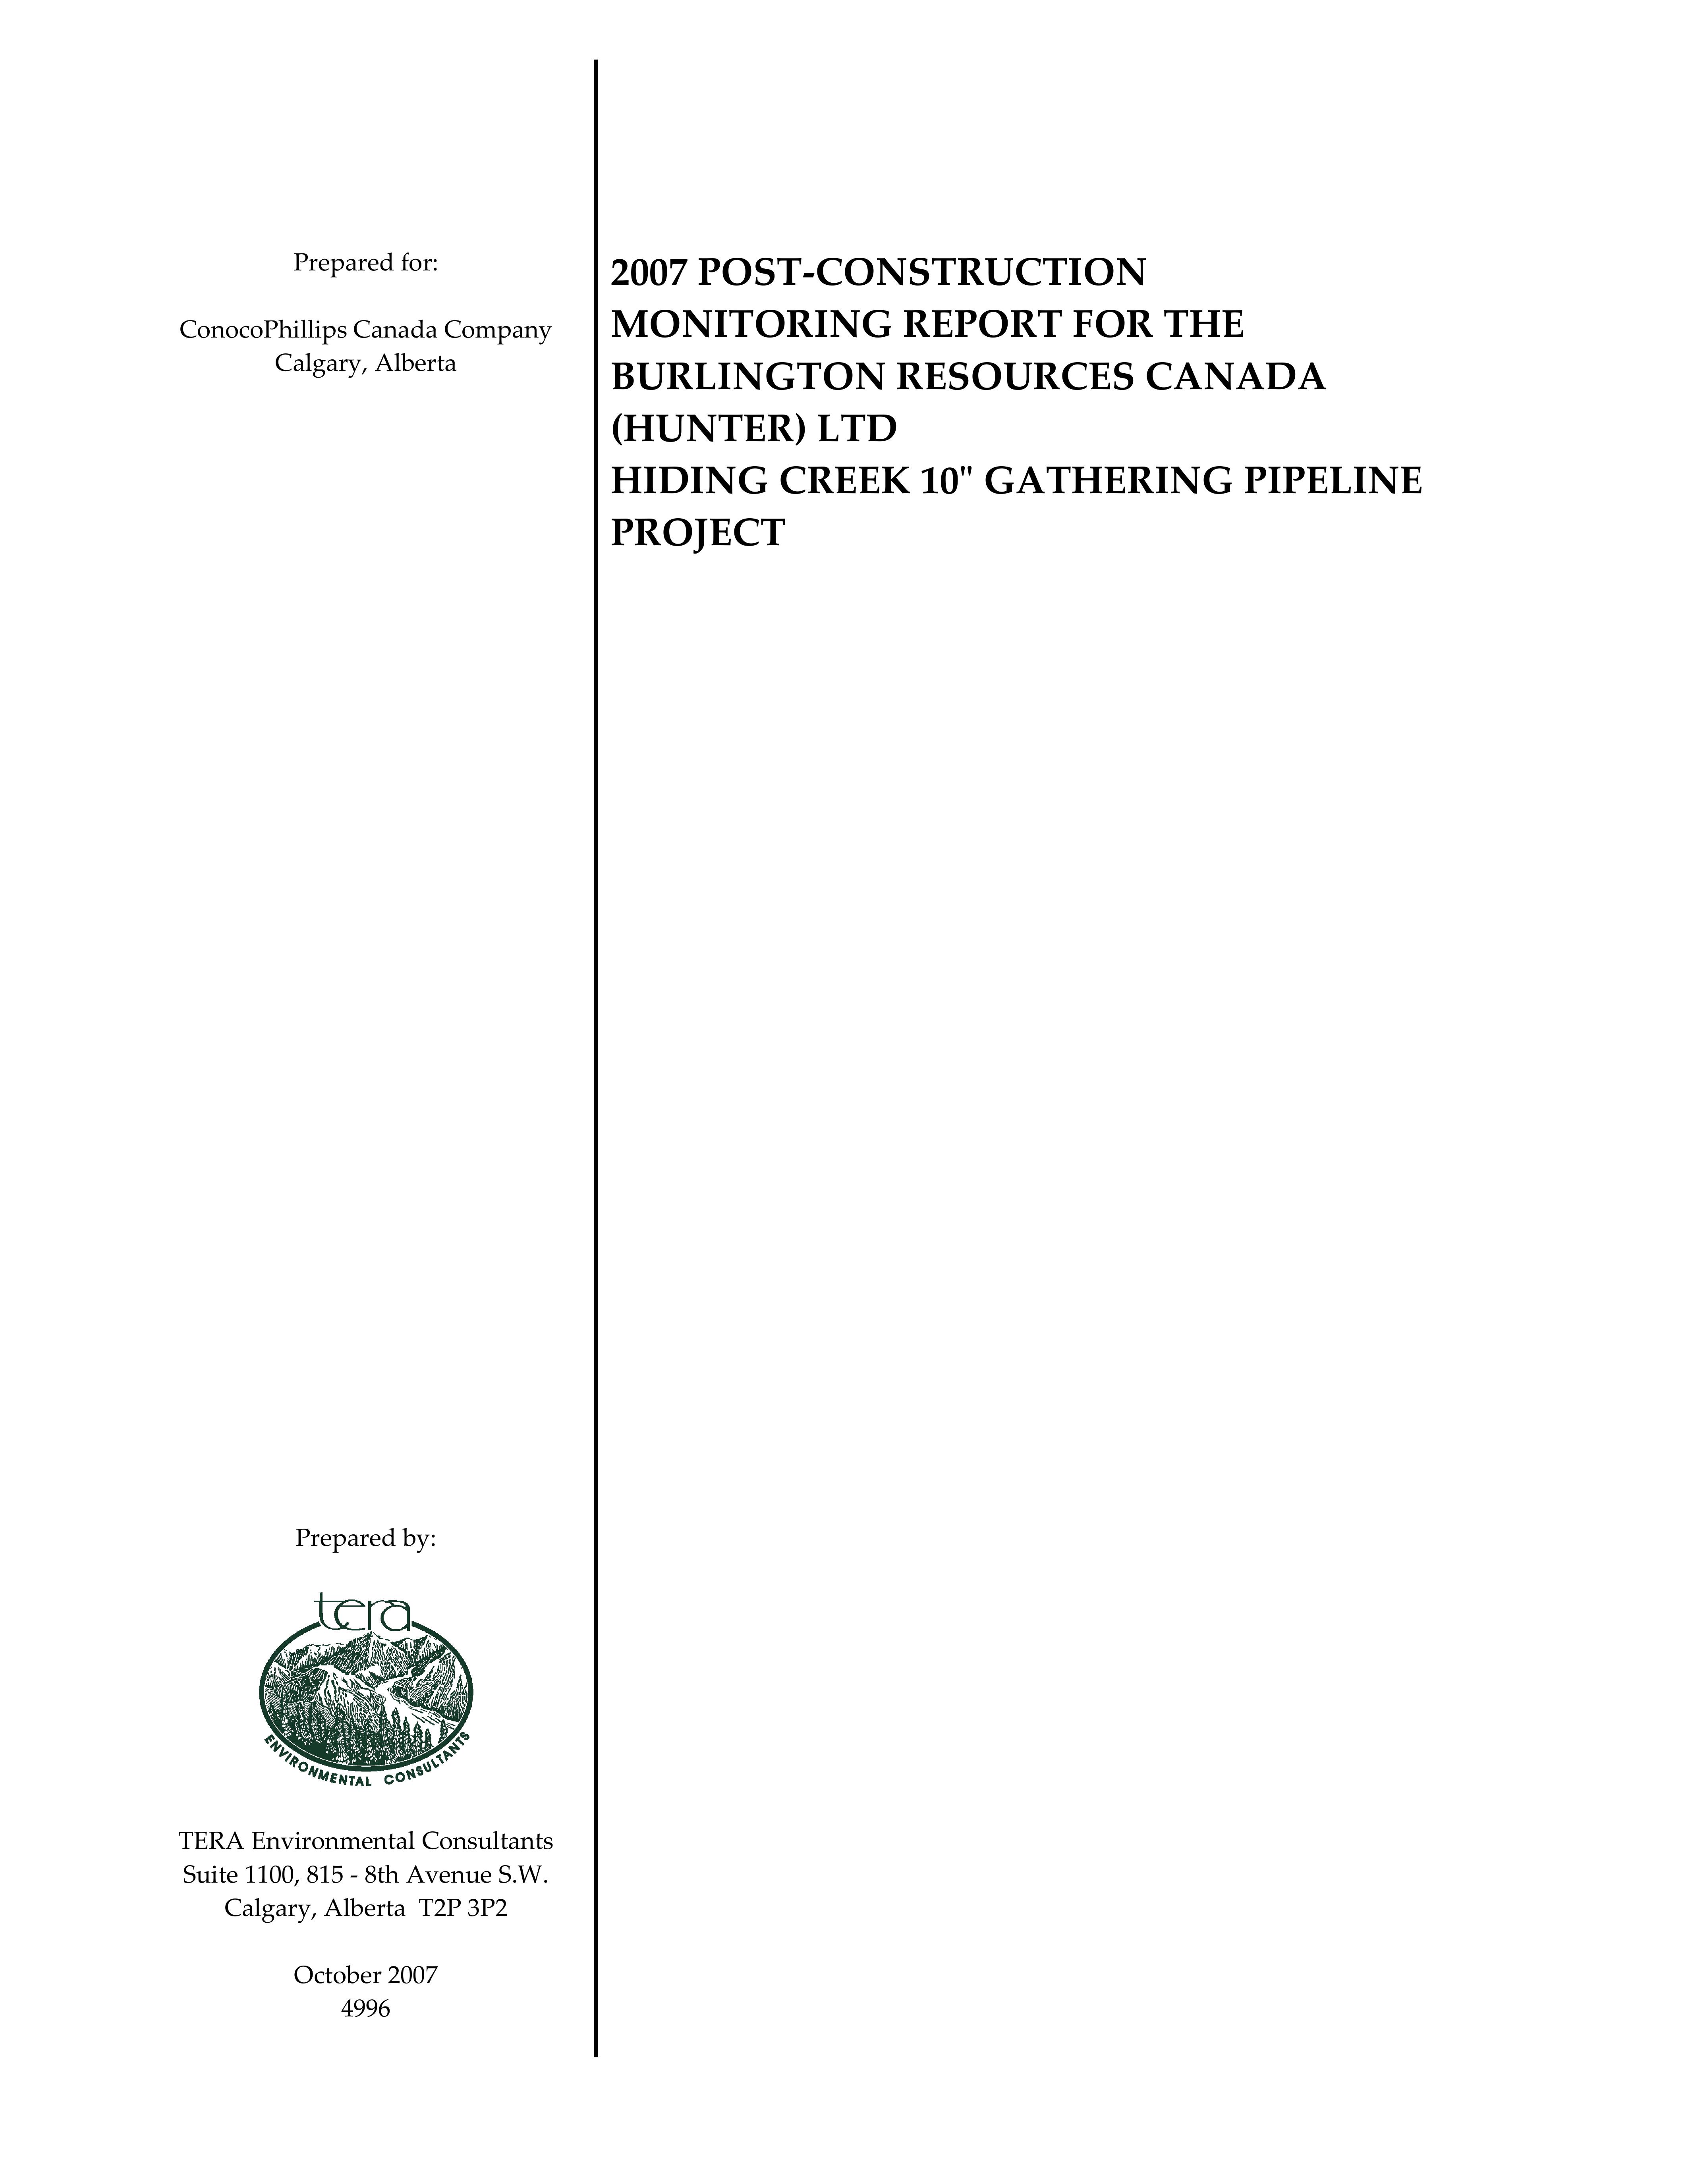 Prepared for:
ConocoPhillips Canada Company
Calgary, Alberta
2007 POST-CONSTRUCTION
MONITORING REPORT FOR THE
BURLINGTON RESOURCES CANADA
(HUNTER) LTD
HIDING CREEK 10" GATHERING PIPELINE
PROJECT
Prepared by:
tera
ENVIRONMENTAL CONSULTANTS
TERA Environmental Consultants
Suite 1100, 815 - 8th Avenue S.W.
Calgary, Alberta  T2P 3P2
October 2007
4996